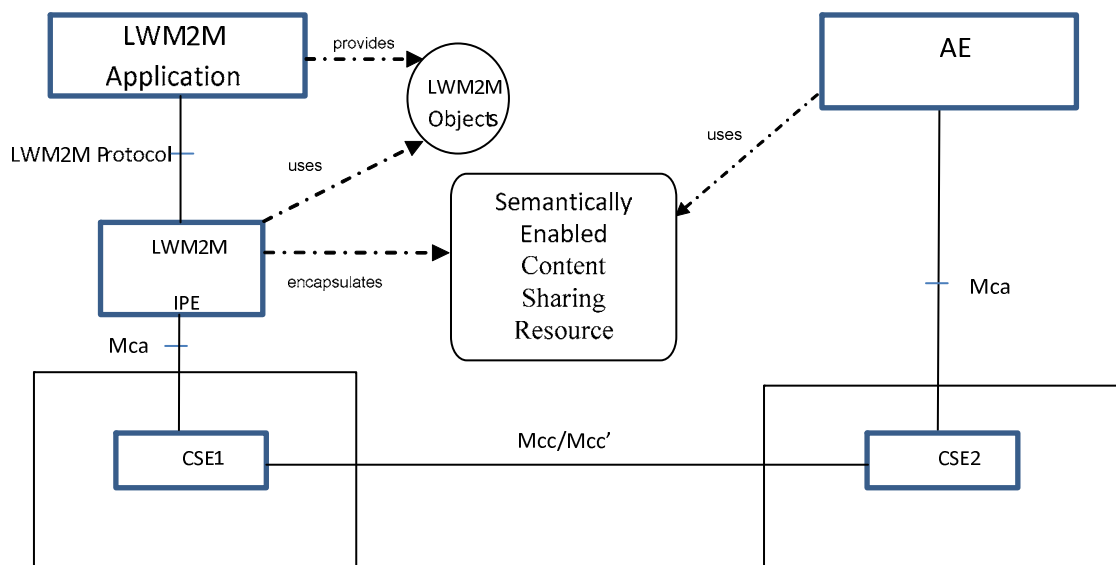 LWM2M
Application
provides
LWM2M
Objects
AE
uses
LWM2M Protocol
uses
Semantically
Enabled
Content
Sharing
Resource
LWM2M
IPE
encapsulates
Mca
Mca
Mcc/Mcc’
CSE1
CSE2